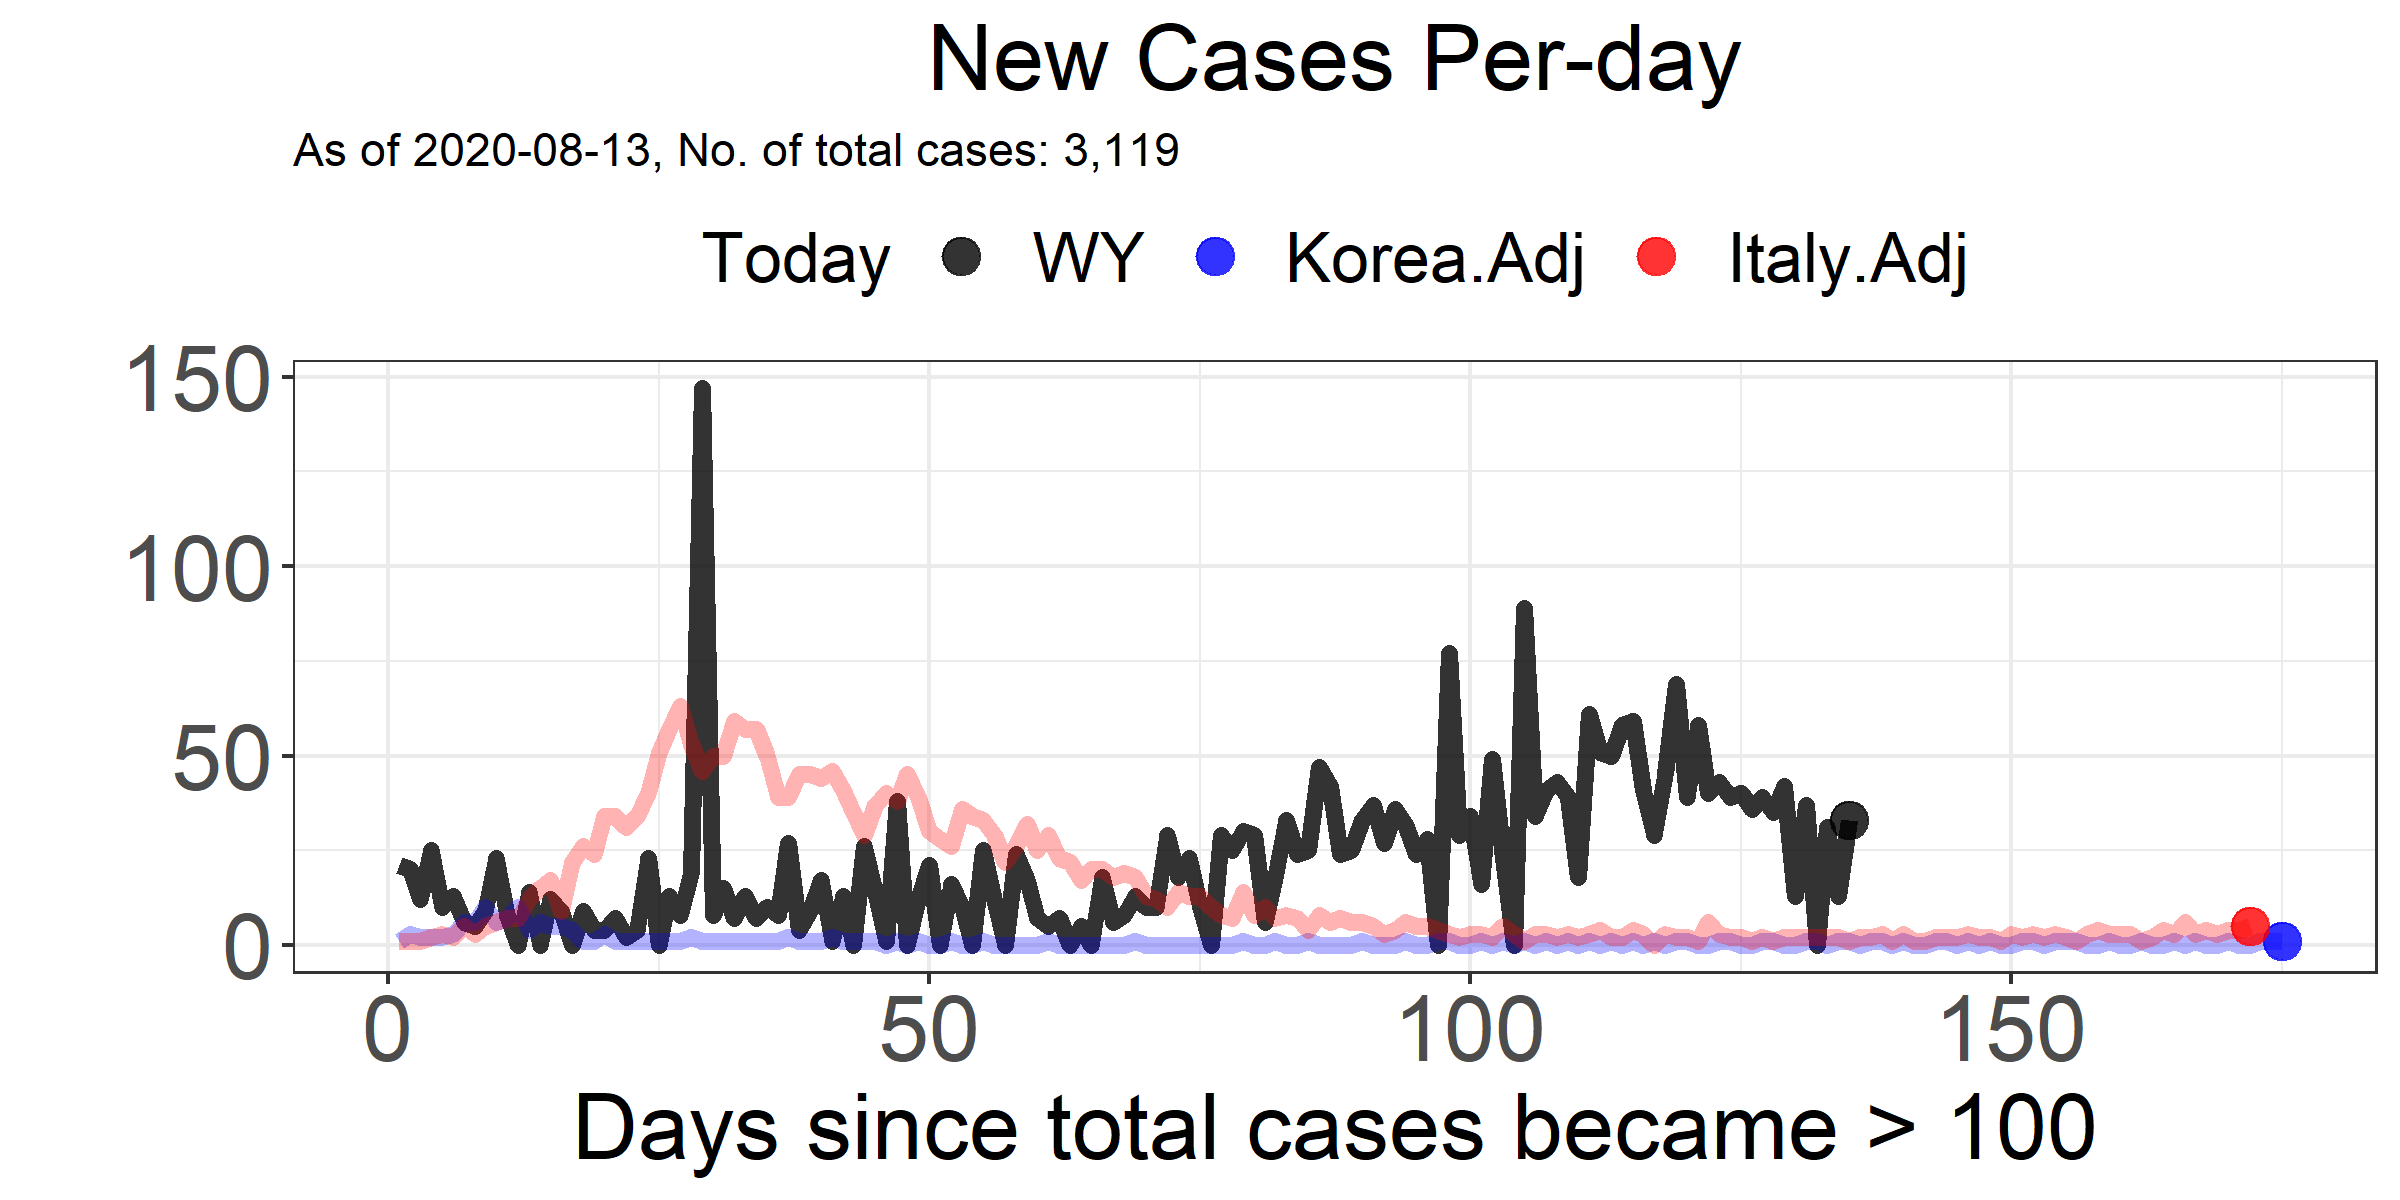 New Cases Per-day
As of 2020-08-13, No. of total cases: 3,119
Today WY Korea.Adj Italy.Adj
150
100
50
0
0 50 100 150
Days since total cases became > 100